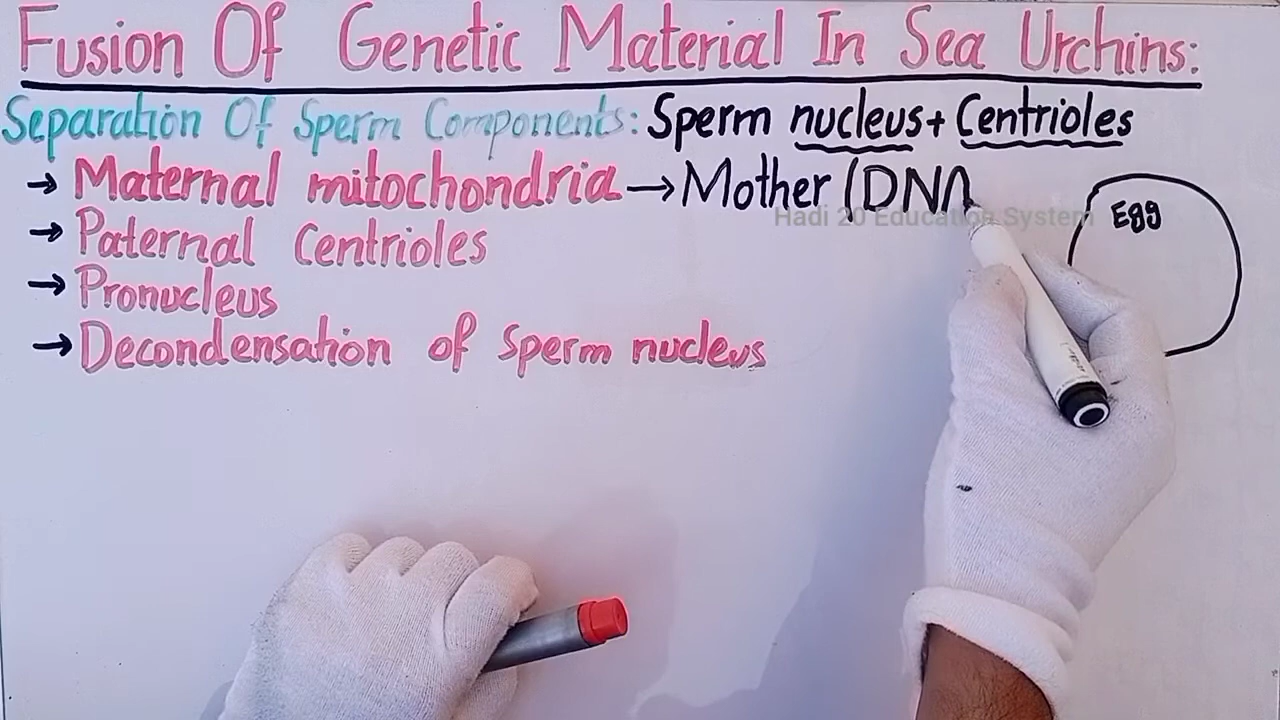 Fusion Of Genetic Material In Sea Urchins:
Separation Of Sperm Components: Sperm nucleus + Centrioles
→ Maternal mitochondria → Mother (DNA
Hadi 20 Education System
Egg
→ Paternal Centrioles
→ Pronucleus
→ Decondensation of Sperm nucleus